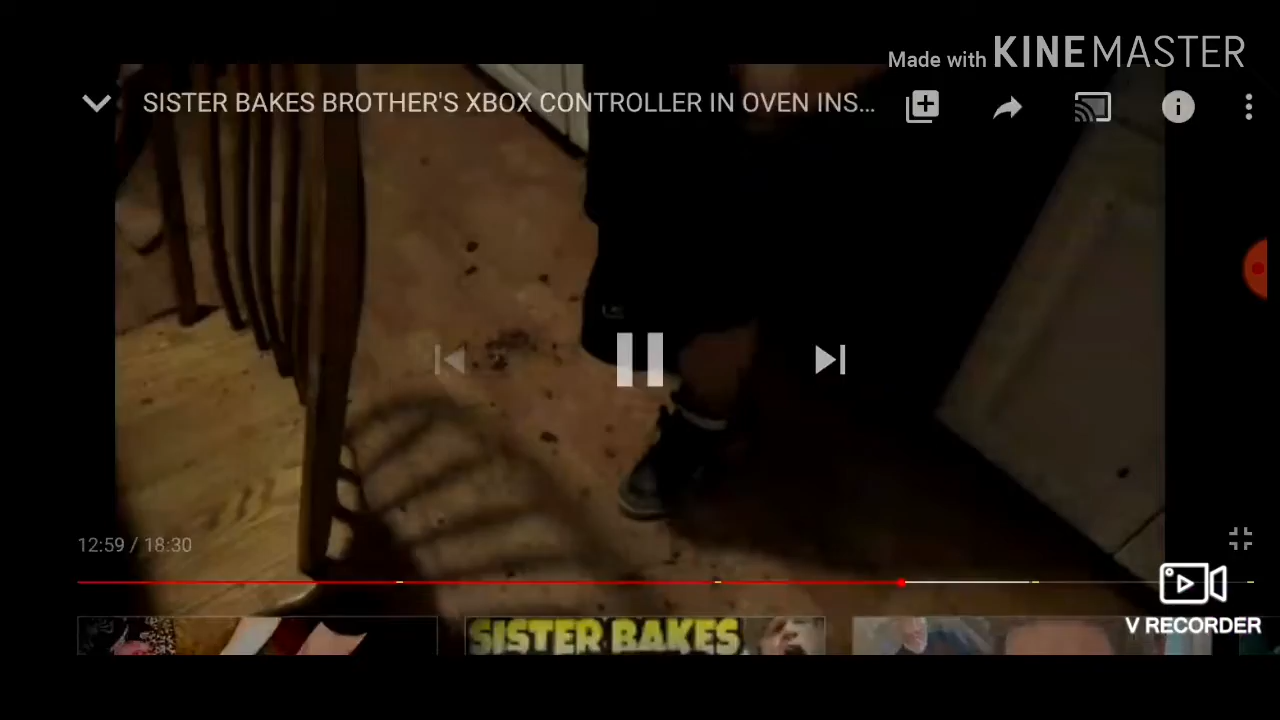 Made with KINEMASTER
SISTER BAKES BROTHER'S XBOX CONTROLLER IN OVEN INS...
12:59 / 18:30
V RECORDER
SISTER BAKES